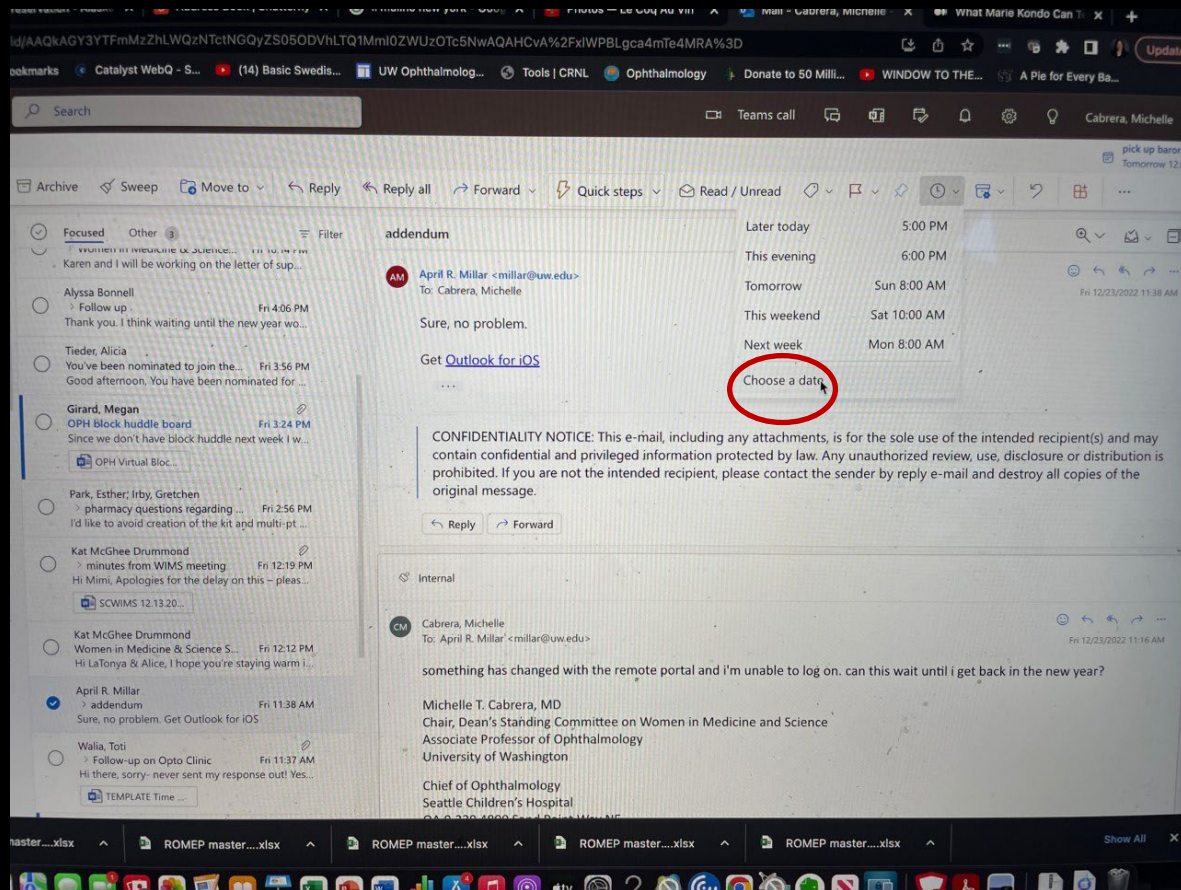 Mail - Cabrera, Michelle
What Marie Kondo Can
bookmarks
Catalyst WebQ - S...
(14) Basic Swedis...
UW Ophthalmolog...
Tools | CRNL
Ophthalmology
Donate to 50 Milli...
WINDOW TO THE...
A Pie for Every Ba...
Search
Teams call
Cabrera, Michelle
pick up baron
Tomorrow 12:
Archive
Sweep
Move to
Reply
Reply all
Forward
Quick steps
Read / Unread
Focused
Other 3
Filter
Karen and I will be working on the letter of sup...
Alyssa Bonnell
> Follow up
Fri 4:06 PM
Thank you. I think waiting until the new year wo...
Tieder, Alicia
You've been nominated to join the...
Fri 3:56 PM
Good afternoon, You have been nominated for ...
Girard, Megan
OPH Block huddle board
Fri 3:24 PM
Since we don't have block huddle next week I w...
OPH Virtual Bloc...
Park, Esther; Irby, Gretchen
> pharmacy questions regarding ...
Fri 2:56 PM
I'd like to avoid creation of the kit and multi-pt ...
Kat McGhee Drummond
> minutes from WIMS meeting
Fri 12:19 PM
Hi Mimi, Apologies for the delay on this – pleas...
SCWIMS 12.13.20...
Kat McGhee Drummond
Women in Medicine & Science S...
Fri 12:12 PM
Hi LaTonya & Alice, I hope you're staying warm i...
April R. Millar
> addendum
Fri 11:38 AM
Sure, no problem. Get Outlook for iOS
Walia, Toti
> Follow-up on Opto Clinic
Fri 11:37 AM
Hi there, sorry- never sent my response out! Yes...
TEMPLATE Time ...
addendum
AM
April R. Millar <millar@uw.edu>
To: Cabrera, Michelle
Fri 12/23/2022 11:38 AM
Sure, no problem.
Get Outlook for iOS
...
Later today
5:00 PM
This evening
6:00 PM
Tomorrow
Sun 8:00 AM
This weekend
Sat 10:00 AM
Next week
Mon 8:00 AM
Choose a date
CONFIDENTIALITY NOTICE: This e-mail, including any attachments, is for the sole use of the intended recipient(s) and may
contain confidential and privileged information protected by law. Any unauthorized review, use, disclosure or distribution is
prohibited. If you are not the intended recipient, please contact the sender by reply e-mail and destroy all copies of the
original message.
Reply
Forward
Internal
CM
Cabrera, Michelle
To: April R. Millar <millar@uw.edu>
Fri 12/23/2022 11:16 AM
something has changed with the remote portal and i'm unable to log on. can this wait until i get back in the new year?
Michelle T. Cabrera, MD
Chair, Dean's Standing Committee on Women in Medicine and Science
Associate Professor of Ophthalmology
University of Washington
Chief of Ophthalmology
Seattle Children's Hospital
master....xlsx
ROMEP master....xlsx
ROMEP master....xlsx
ROMEP master....xlsx
ROMEP master....xlsx
Show All